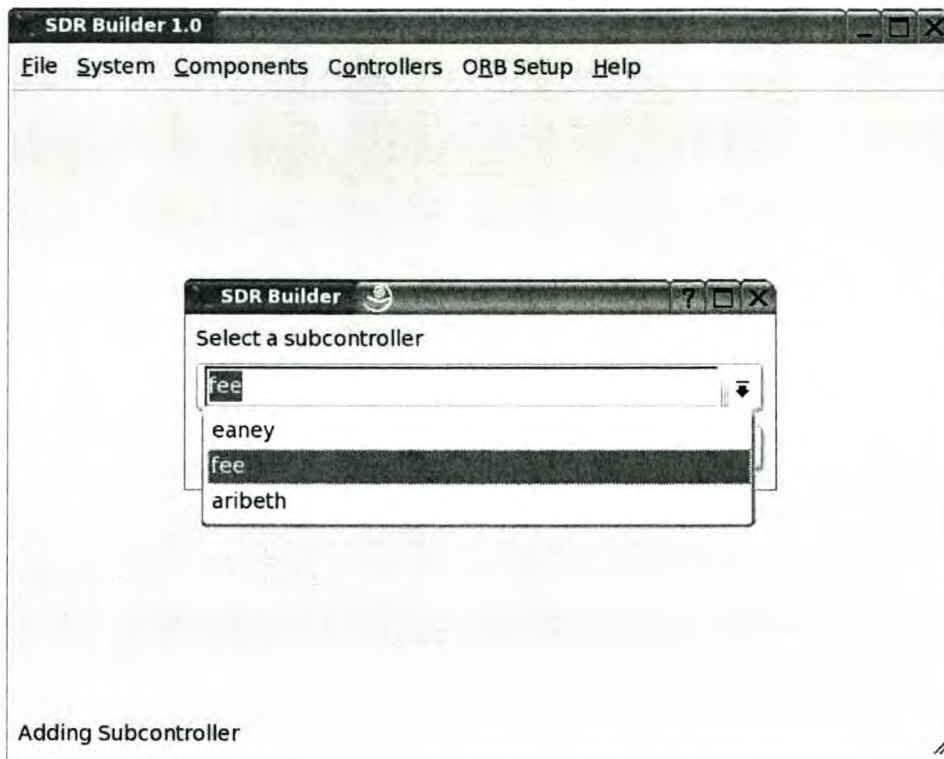 SDR Builder 1.0
File System Components Controllers ORB Setup Help
SDR Builder
?
Select a subcontroller
fee
eaney
fee
aribeth
Adding Subcontroller